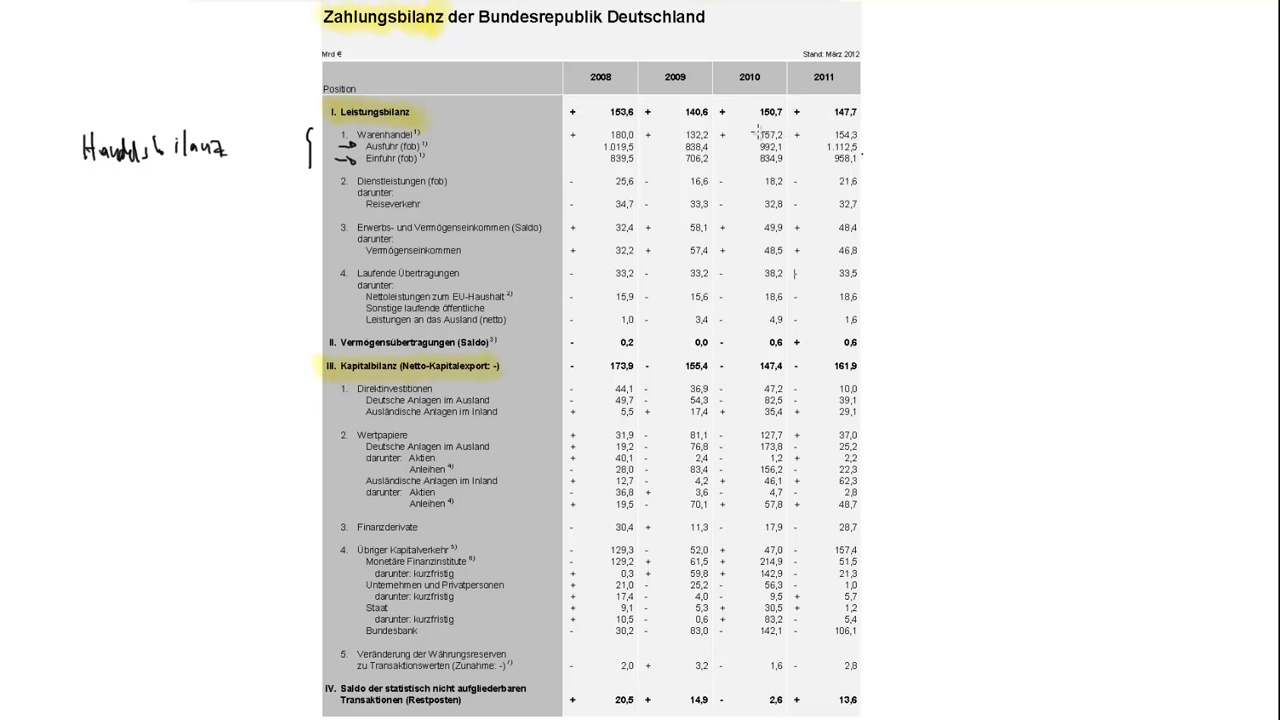 Zahlungsbilanz der Bundesrepublik Deutschland
Mrd € Stand: März 2012
Position 2008 2009 2010 2011
I. Leistungsbilanz + 153,6 + 140,6 + 150,7 + 147,7
Handelsbilanz
1. Warenhandel 1) + 180,0 + 132,2 + 157,2 + 154,3
Ausfuhr (fob) 1) 1.019,5 838,4 992,1 1.112,5
Einfuhr (fob) 1) 839,5 706,2 834,9 958,1
2. Dienstleistungen (fob) - 25,6 - 16,6 - 18,2 - 21,6
darunter:
Reiseverkehr - 34,7 - 33,3 - 32,8 - 32,7
3. Erwerbs- und Vermögenseinkommen (Saldo) + 32,4 + 58,1 + 49,9 + 48,4
darunter:
Vermögenseinkommen + 32,2 + 57,4 + 48,5 + 46,8
4. Laufende Übertragungen - 33,2 - 33,2 - 38,2 - 33,5
darunter:
Nettoleistungen zum EU-Haushalt 2) - 15,9 - 15,6 - 18,6 - 18,6
Sonstige laufende öffentliche
Leistungen an das Ausland (netto) - 1,0 - 3,4 - 4,9 - 1,6
II. Vermögensübertragungen (Saldo) 3) - 0,2 0,0 - 0,6 + 0,6
III. Kapitalbilanz (Netto-Kapitalexport: -) - 173,9 - 155,4 - 147,4 - 161,9
1. Direktinvestitionen - 44,1 - 36,9 - 47,2 - 10,0
Deutsche Anlagen im Ausland - 49,7 - 54,3 - 82,5 - 39,1
Ausländische Anlagen im Inland + 5,5 + 17,4 + 35,4 + 29,1
2. Wertpapiere + 31,9 - 81,1 - 127,7 + 37,0
Deutsche Anlagen im Ausland + 19,2 - 76,8 - 173,8 - 25,2
darunter: Aktien + 40,1 - 2,4 - 1,2 + 2,2
Anleihen 4) - 28,0 - 83,4 - 156,2 - 22,3
Ausländische Anlagen im Inland + 12,7 - 4,2 + 46,1 + 62,3
darunter: Aktien - 36,8 + 3,6 - 4,7 - 2,8
Anleihen 4) + 19,5 - 70,1 + 57,8 + 48,7
3. Finanzderivate - 30,4 + 11,3 - 17,9 - 28,7
4. Übriger Kapitalverkehr 5) - 129,3 - 52,0 + 47,0 - 157,4
Monetäre Finanzinstitute 6) - 129,2 + 61,5 + 214,9 - 51,5
darunter: kurzfristig + 0,3 + 59,8 + 142,9 - 21,3
Unternehmen und Privatpersonen + 21,0 - 25,2 - 56,3 - 1,0
darunter: kurzfristig + 17,4 - 4,0 - 9,5 + 5,7
Staat + 9,1 - 5,3 + 30,5 + 1,2
darunter: kurzfristig + 10,5 - 0,6 + 83,2 - 5,4
Bundesbank - 30,2 - 83,0 - 142,1 - 106,1
5. Veränderung der Währungsreserven
zu Transaktionswerten (Zunahme: -) 7) - 2,0 + 3,2 - 1,6 - 2,8
IV. Saldo der statistisch nicht aufgliederbaren
Transaktionen (Restposten) + 20,5 + 14,9 - 2,6 + 13,6